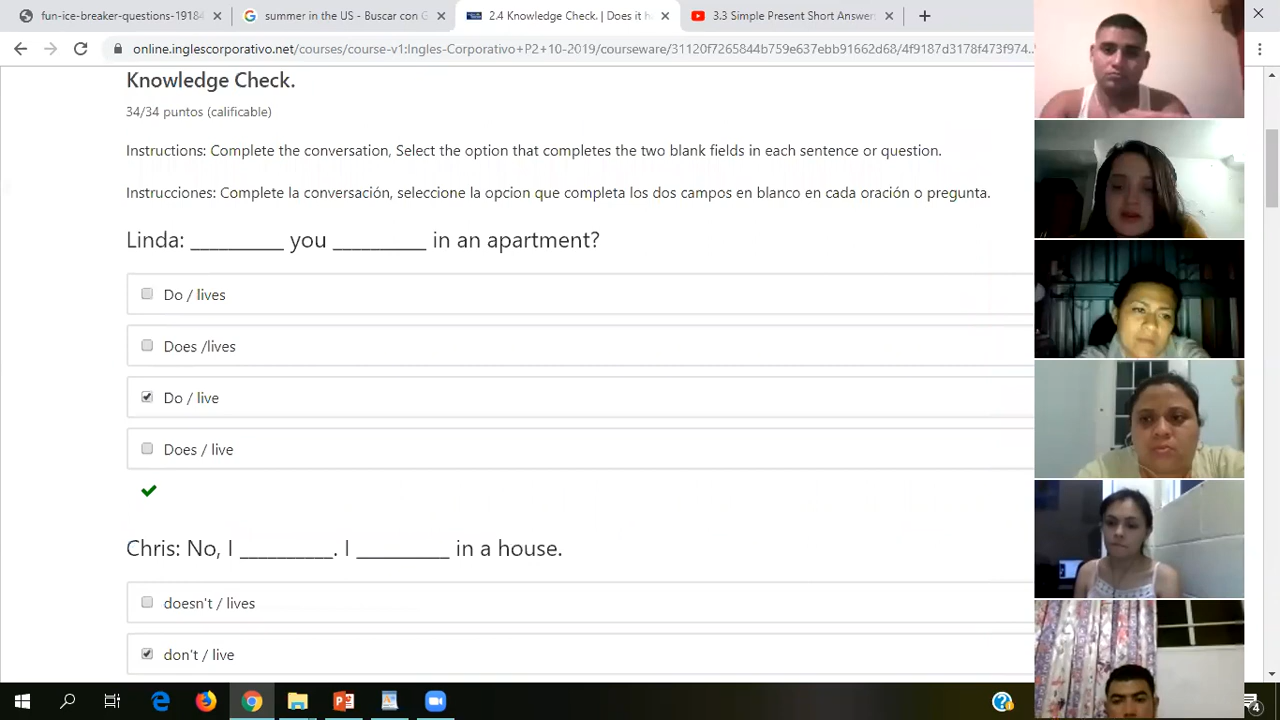 fun-ice-breaker-questions-19184
summer in the US - Buscar con G
2.4 Knowledge Check. | Does it h
3.3 Simple Present Short Answer
online.inglescorporativo.net/courses/course-v1:Ingles-Corporativo+P2+10-2019/courseware/31120f7265844b759e637ebb91662d68/4f9187d3178f473f974...
Knowledge Check.
34/34 puntos (calificable)
Instructions: Complete the conversation, Select the option that completes the two blank fields in each sentence or question.
Instrucciones: Complete la conversación, seleccione la opcion que completa los dos campos en blanco en cada oración o pregunta.
Linda: _________ you _________ in an apartment?
Do / lives
Does /lives
Do / live
Does / live
Chris: No, I _________. I _________ in a house.
doesn't / lives
don't / live
4